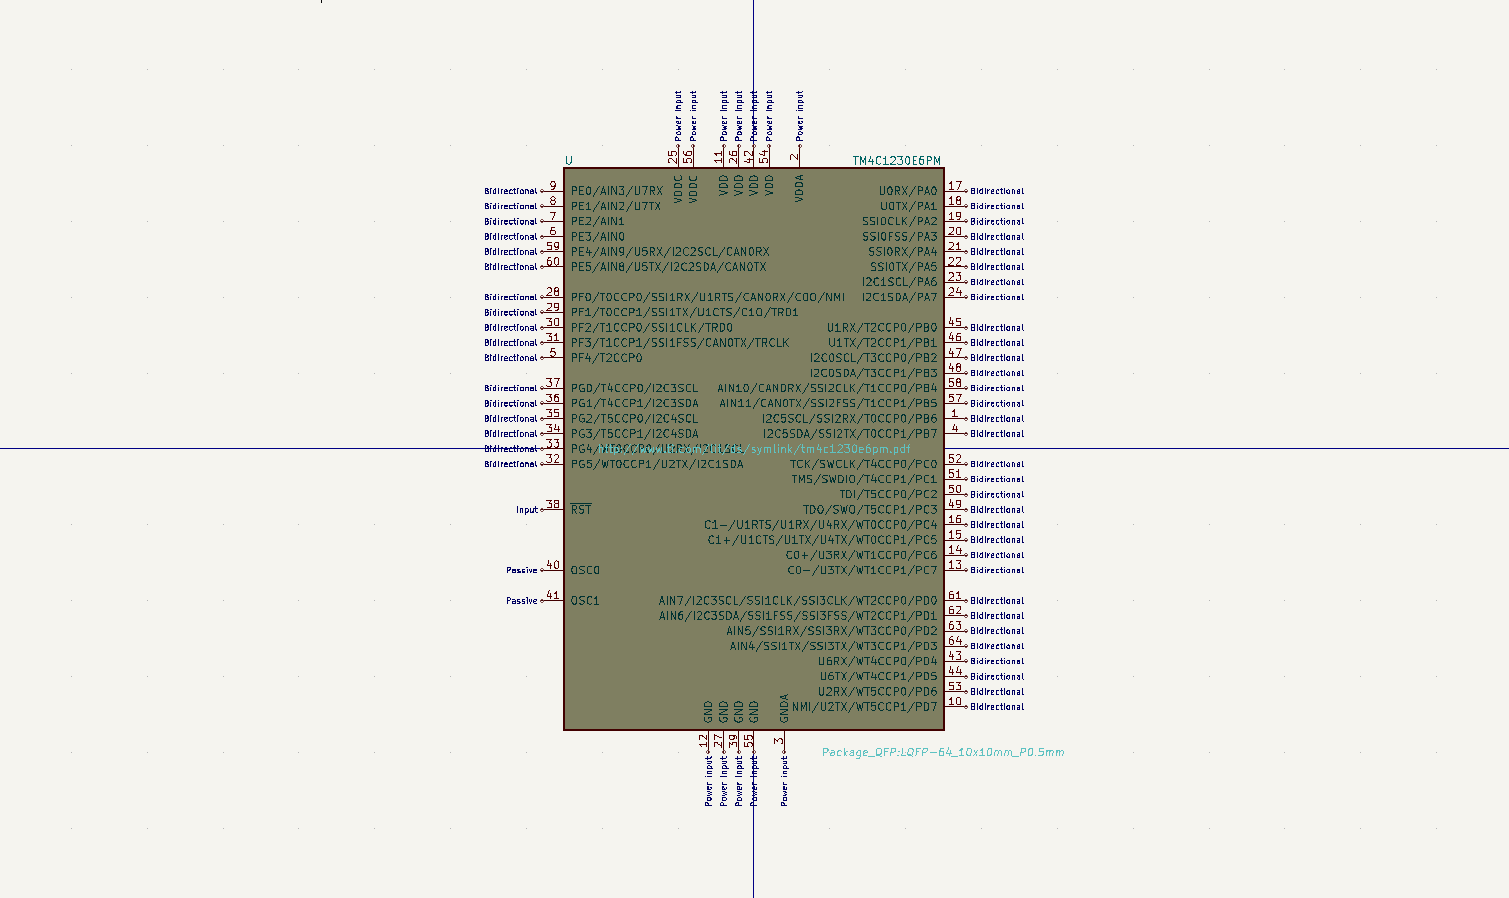 Power input 25 VDDC
Power input 56 VDDC
Power input 11 VDD
Power input 26 VDD
Power input 42 VDD
Power input 54 VDD
Power input 2 VDDA
U
TM4C1230E6PM
Bidirectional 9 PE0/AIN3/U7RX
Bidirectional 8 PE1/AIN2/U7TX
Bidirectional 7 PE2/AIN1
Bidirectional 6 PE3/AIN0
Bidirectional 59 PE4/AIN9/U5RX/I2C2SCL/CAN0RX
Bidirectional 60 PE5/AIN8/U5TX/I2C2SDA/CAN0TX
Bidirectional 28 PF0/T0CCP0/SSI1RX/U1RTS/CAN0RX/C0O/NMI
Bidirectional 29 PF1/T0CCP1/SSI1TX/U1CTS/C1O/TRD1
Bidirectional 30 PF2/T1CCP0/SSI1CLK/TRD0
Bidirectional 31 PF3/T1CCP1/SSI1FSS/CAN0TX/TRCLK
Bidirectional 5 PF4/T2CCP0
Bidirectional 37 PG0/T4CCP0/I2C3SCL
Bidirectional 36 PG1/T4CCP1/I2C3SDA
Bidirectional 35 PG2/T5CCP0/I2C4SCL
Bidirectional 34 PG3/T5CCP1/I2C4SDA
Bidirectional 33 PG4/WT0CCP0/U2RX/I2C1SCL
http://www.ti.com/lit/ds/symlink/tm4c1230e6pm.pdf
Bidirectional 32 PG5/WT0CCP1/U2TX/I2C1SDA
Input 38 RST
Passive 40 OSC0
Passive 41 OSC1
U0RX/PA0 17 Bidirectional
U0TX/PA1 18 Bidirectional
SSI0CLK/PA2 19 Bidirectional
SSI0FSS/PA3 20 Bidirectional
SSI0RX/PA4 21 Bidirectional
SSI0TX/PA5 22 Bidirectional
I2C1SCL/PA6 23 Bidirectional
I2C1SDA/PA7 24 Bidirectional
U1RX/T2CCP0/PB0 45 Bidirectional
U1TX/T2CCP1/PB1 46 Bidirectional
I2C0SCL/T3CCP0/PB2 47 Bidirectional
I2C0SDA/T3CCP1/PB3 48 Bidirectional
AIN10/CAN0RX/SSI2CLK/T1CCP0/PB4 58 Bidirectional
AIN11/CAN0TX/SSI2FSS/T1CCP1/PB5 57 Bidirectional
I2C5SCL/SSI2RX/T0CCP0/PB6 1 Bidirectional
I2C5SDA/SSI2TX/T0CCP1/PB7 4 Bidirectional
TCK/SWCLK/T4CCP0/PC0 52 Bidirectional
TMS/SWDIO/T4CCP1/PC1 51 Bidirectional
TDI/T5CCP0/PC2 50 Bidirectional
TDO/SWO/T5CCP1/PC3 49 Bidirectional
C1-/U1RTS/U1RX/U4RX/WT0CCP0/PC4 16 Bidirectional
C1+/U1CTS/U1TX/U4TX/WT0CCP1/PC5 15 Bidirectional
C0+/U3RX/WT1CCP0/PC6 14 Bidirectional
C0-/U3TX/WT1CCP1/PC7 13 Bidirectional
AIN7/I2C3SCL/SSI1CLK/SSI3CLK/WT2CCP0/PD0 61 Bidirectional
AIN6/I2C3SDA/SSI1FSS/SSI3FSS/WT2CCP1/PD1 62 Bidirectional
AIN5/SSI1RX/SSI3RX/WT3CCP0/PD2 63 Bidirectional
AIN4/SSI1TX/SSI3TX/WT3CCP1/PD3 64 Bidirectional
U6RX/WT4CCP0/PD4 43 Bidirectional
U6TX/WT4CCP1/PD5 44 Bidirectional
U2RX/WT5CCP0/PD6 53 Bidirectional
NMI/U2TX/WT5CCP1/PD7 10 Bidirectional
GND 12 Power input
GND 27 Power input
GND 39 Power input
GND 55 Power input
GNDA 3 Power input
Package_QFP:LQFP-64_10x10mm_P0.5mm